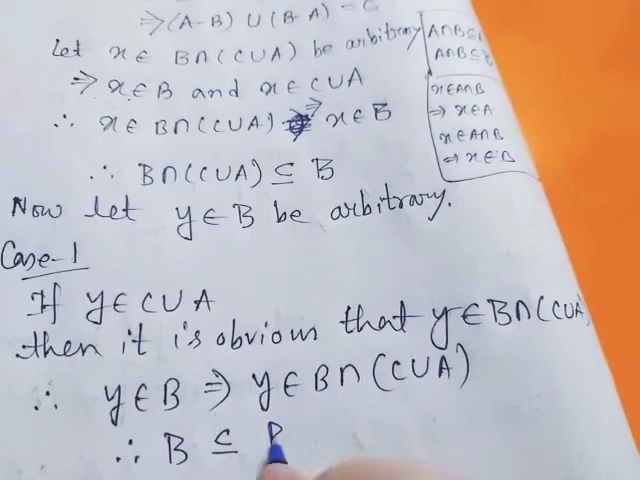 ⇒ (A-B) ∪ (B-A) = C
Let x ∈ B∩(C∪A) be arbitrary
⇒ x∈B and x∈C∪A
∴ x ∈ B∩(C∪A) ⇒ x∈B
∴ B∩(C∪A) ⊆ B
A∩B⊆
A∩B⊆
x∈A∩B
⇒ x∈A
x∈A∩B
⇒ x∈B
Now let y∈B be arbitrary.
Case-1
If y∈C∪A
then it is obvious that y∈B∩(C∪A)
∴ y∈B ⇒ y∈B∩(C∪A)
∴ B ⊆